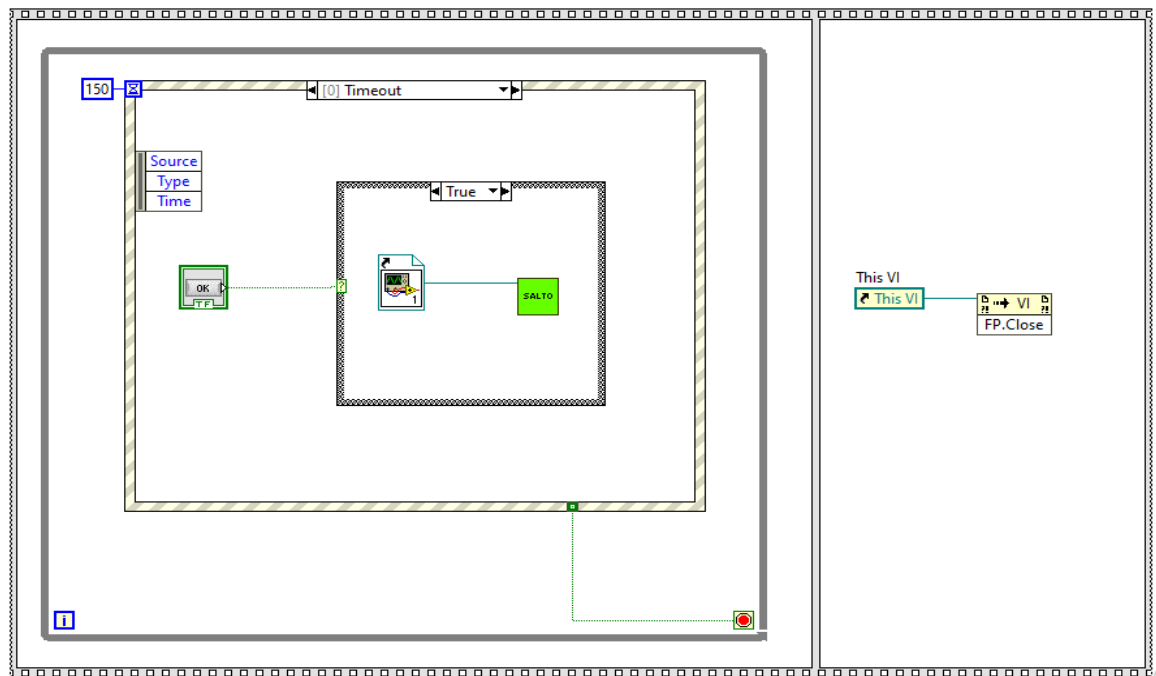 150
[0] Timeout
Source
Type
Time
True
OK
TF
?
1
SALTO
i
This VI
This VI
?! VI ?!
FP.Close